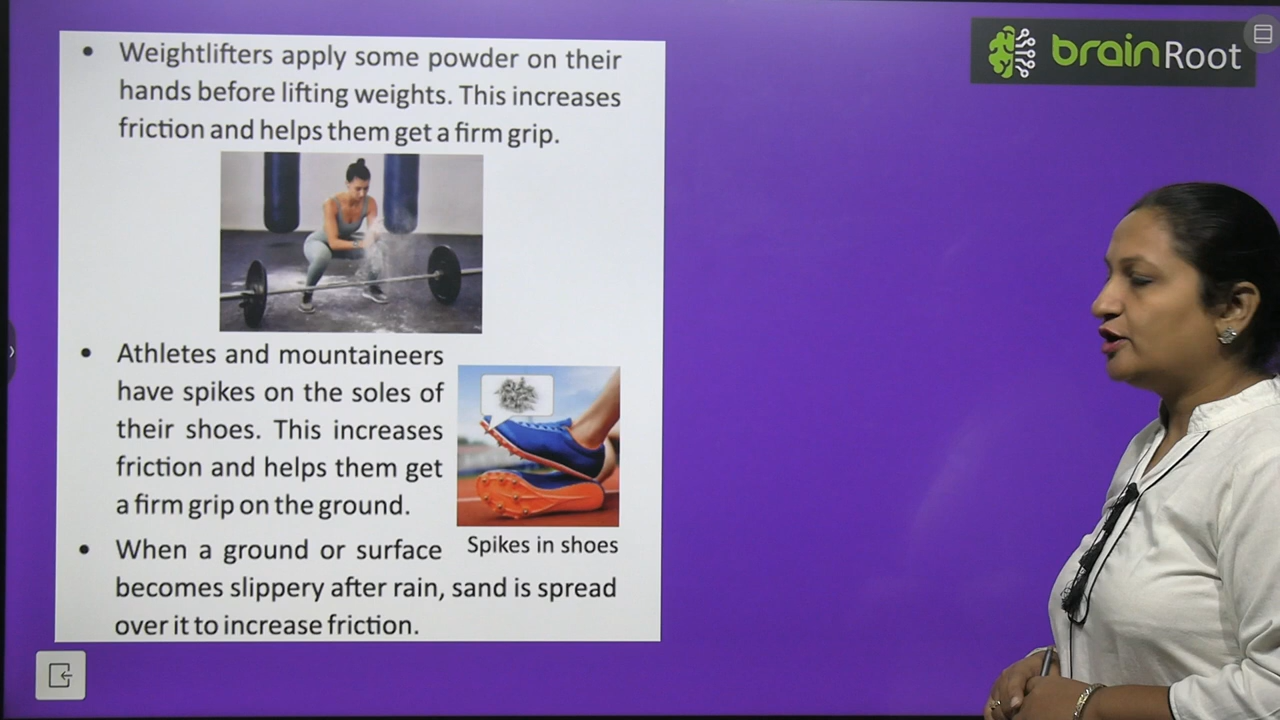 brainRoot
• Weightlifters apply some powder on their
hands before lifting weights. This increases
friction and helps them get a firm grip.
• Athletes and mountaineers
have spikes on the soles of
their shoes. This increases
friction and helps them get
a firm grip on the ground.
Spikes in shoes
• When a ground or surface
becomes slippery after rain, sand is spread
over it to increase friction.